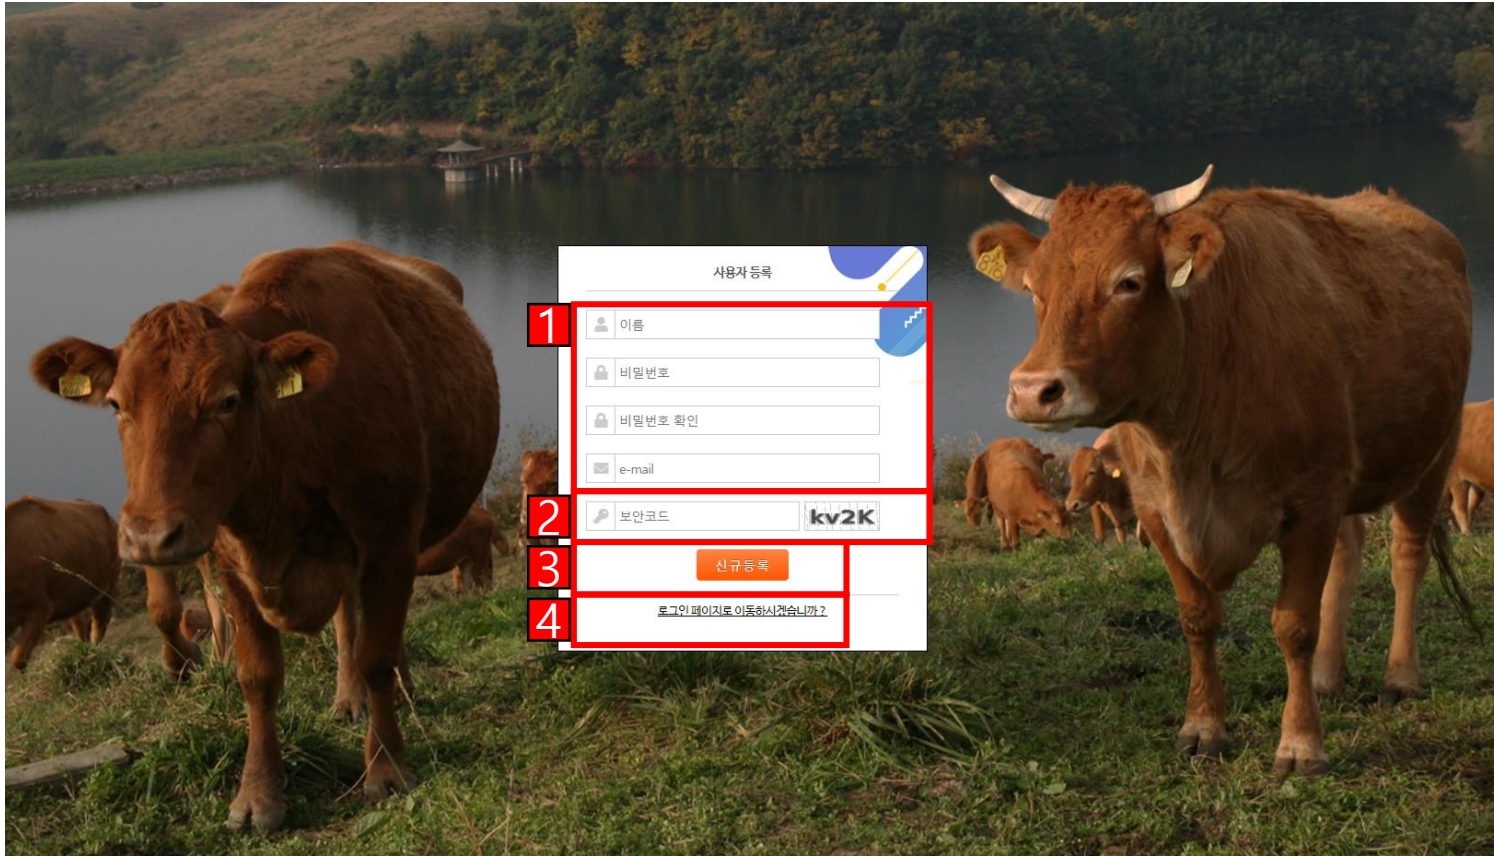 사용자 등록
1
이름
비밀번호
비밀번호 확인
e-mail
2
보안코드
kv2K
3
신규등록
4
로그인 페이지로 이동하시겠습니까 ?